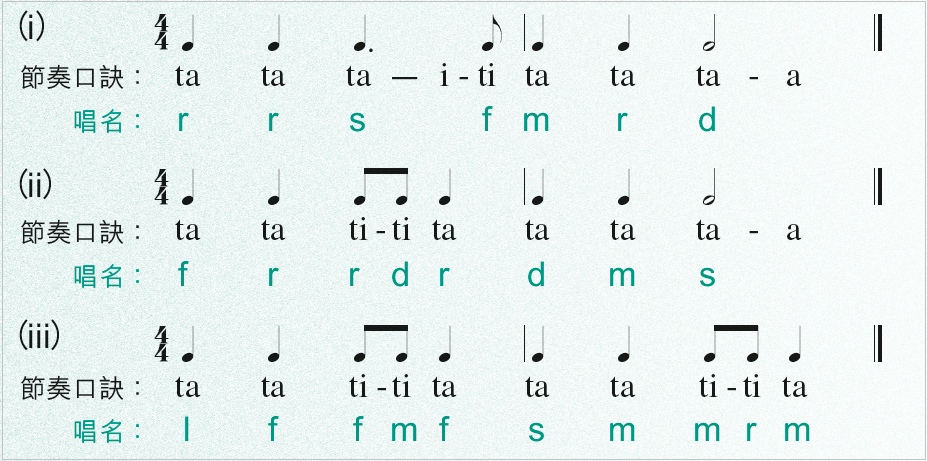 (i) 4/4
節奏口訣： ta ta ta — i - ti ta ta ta - a
唱名： r r s f m r d
(ii) 4/4
節奏口訣： ta ta ti - ti ta ta ta ta - a
唱名： f r r d r d m s
(iii) 4/4
節奏口訣： ta ta ti - ti ta ta ta ti - ti ta
唱名： l f f m f s m m r m